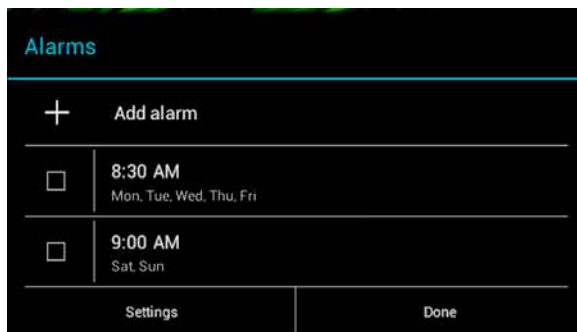 Alarms
Add alarm
8:30 AM
Mon, Tue, Wed, Thu, Fri
9:00 AM
Sat, Sun
Settings
Done